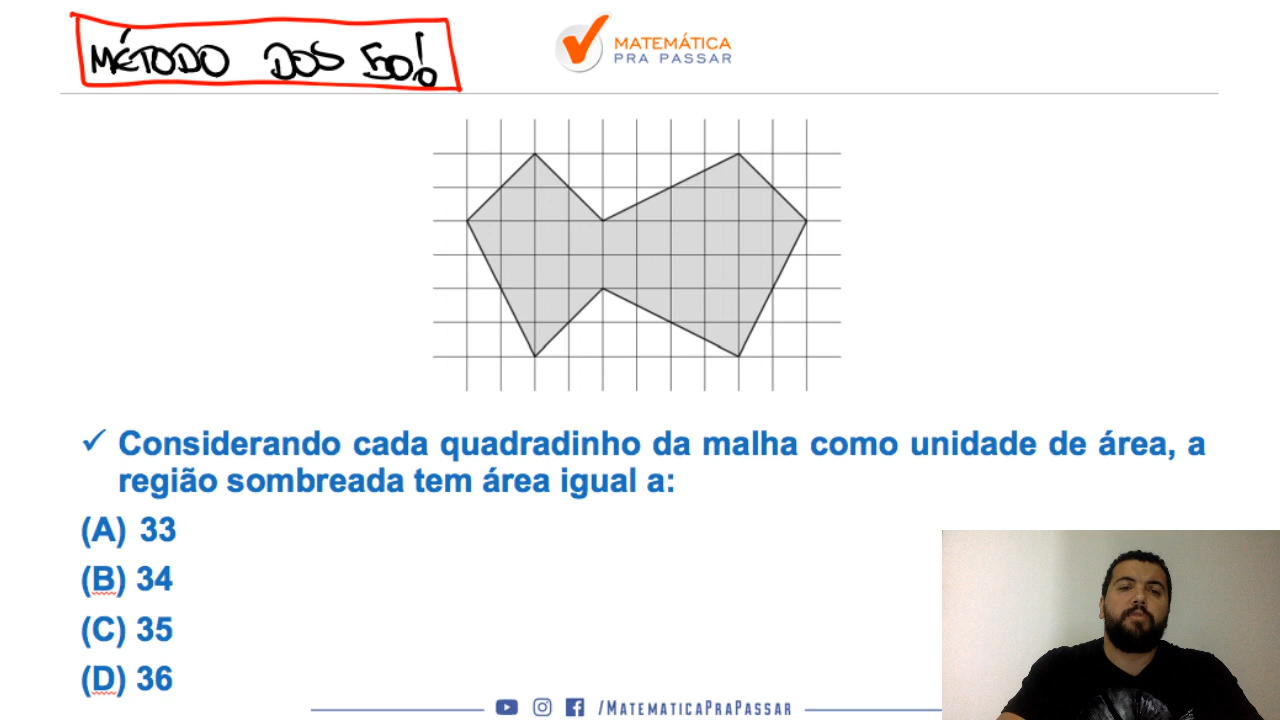 MÉTODO DOS 50!
MATEMÁTICA
PRA PASSAR
✓ Considerando cada quadradinho da malha como unidade de área, a
região sombreada tem área igual a:
(A) 33
(B) 34
(C) 35
(D) 36
/MATEMATICAPRAPASSAR